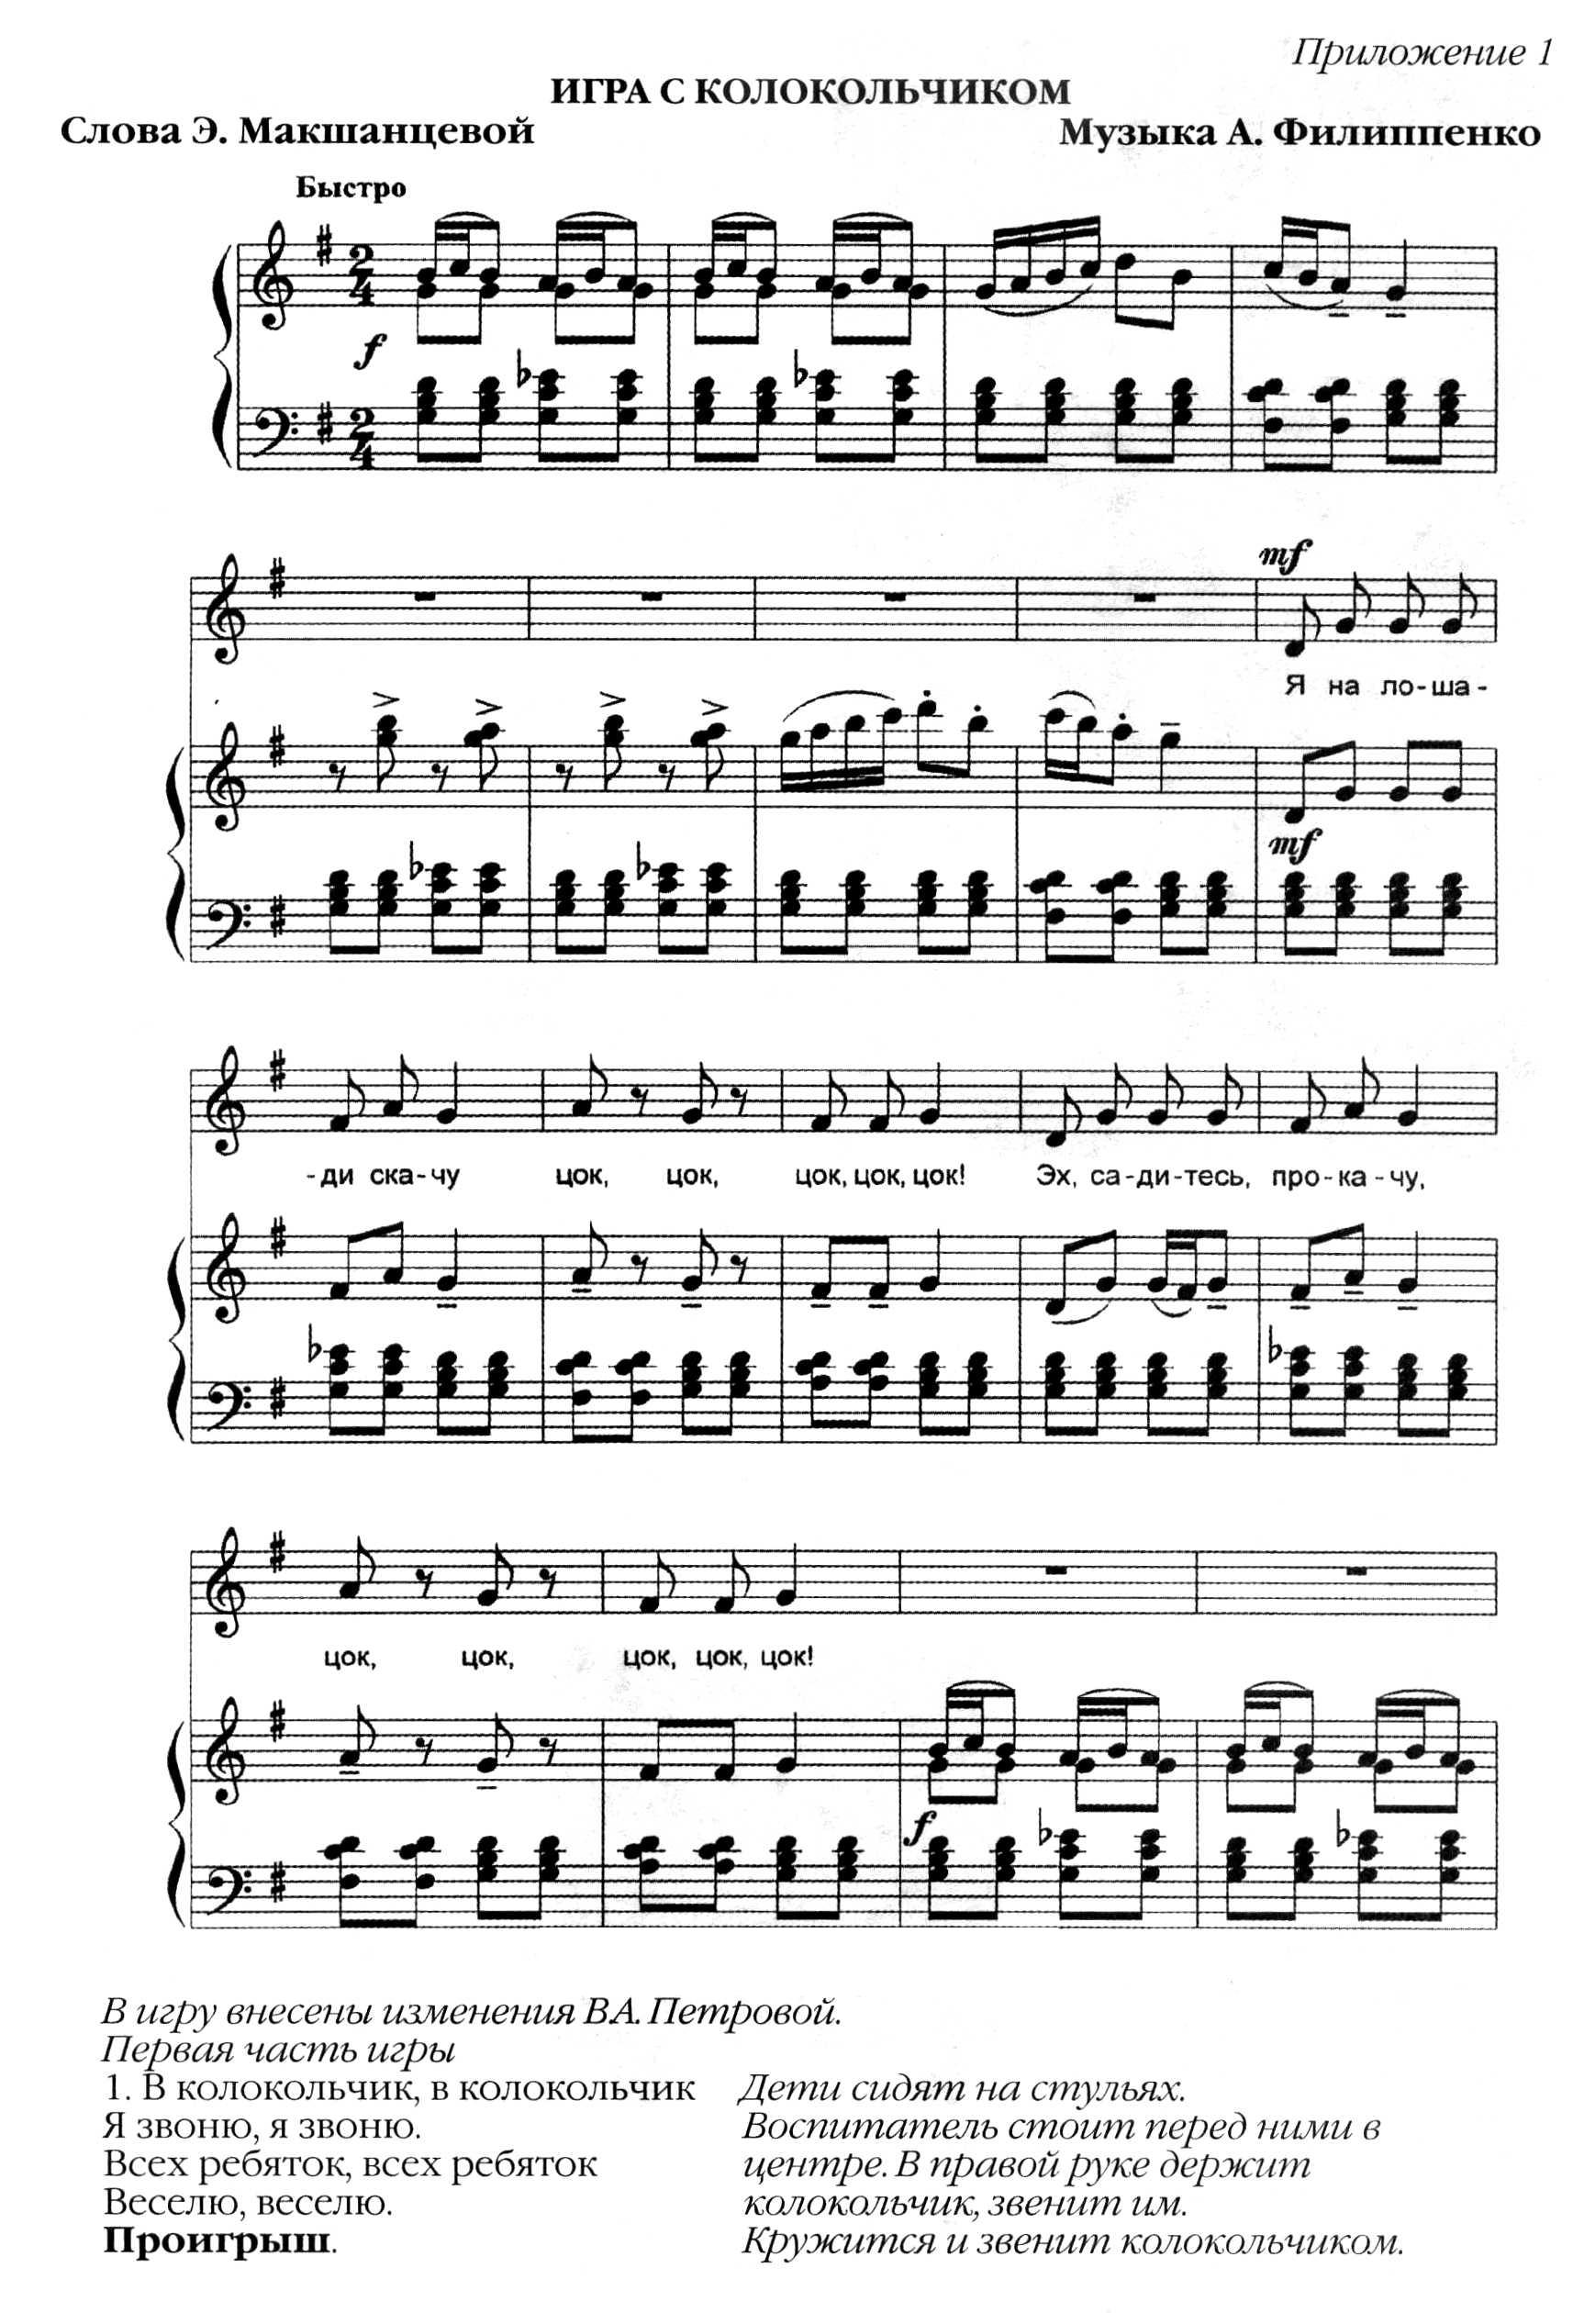 Приложение 1
ИГРА С КОЛОКОЛЬЧИКОМ
Слова Э. Макшанцевой Музыка А. Филиппенко
Быстро
f
mf
Я на ло-ша-
mf
-ди ска-чу цок, цок, цок, цок, цок! Эх, са-ди-тесь, про-ка-чу,
цок, цок, цок, цок, цок!
f
В игру внесены изменения В.А. Петровой.
Первая часть игры
1. В колокольчик, в колокольчик
Я звоню, я звоню.
Всех ребяток, всех ребяток
Веселю, веселю.
Проигрыш.
Дети сидят на стульях.
Воспитатель стоит перед ними в
центре. В правой руке держит
колокольчик, звенит им.
Кружится и звенит колокольчиком.